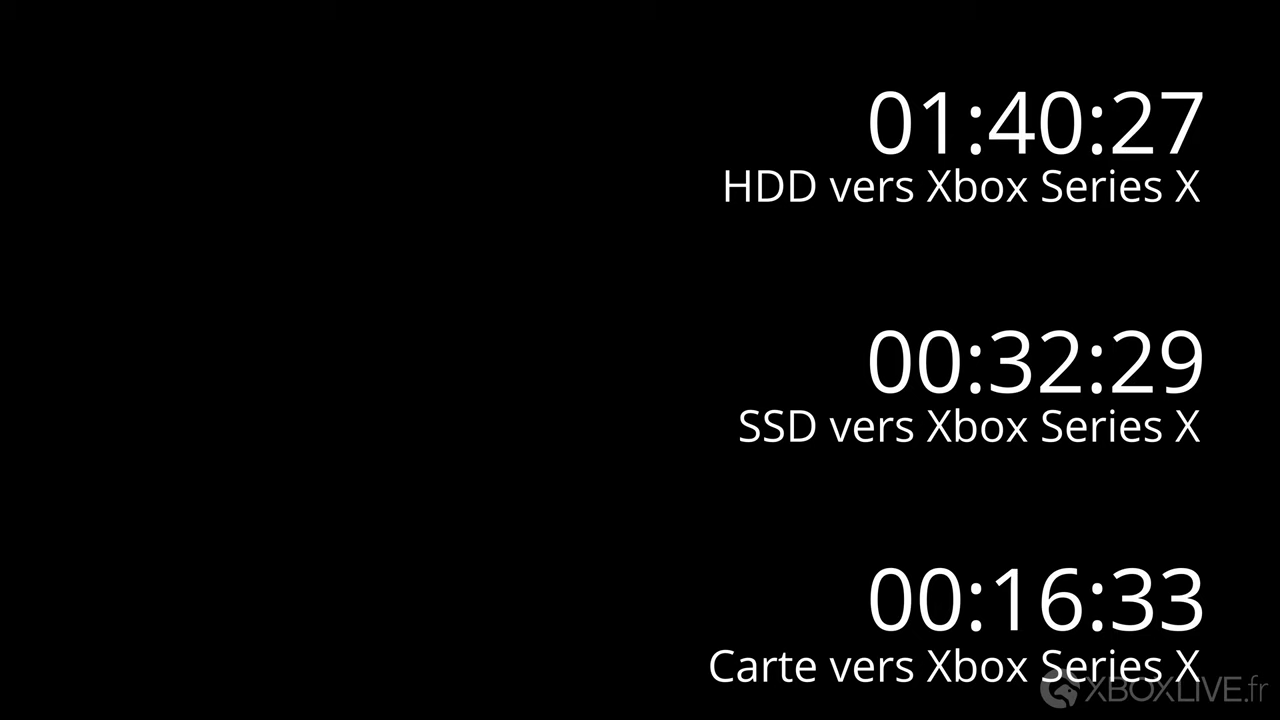 01:40:27
HDD vers Xbox Series X
00:32:29
SSD vers Xbox Series X
00:16:33
Carte vers Xbox Series X
XBOXLIVE.fr